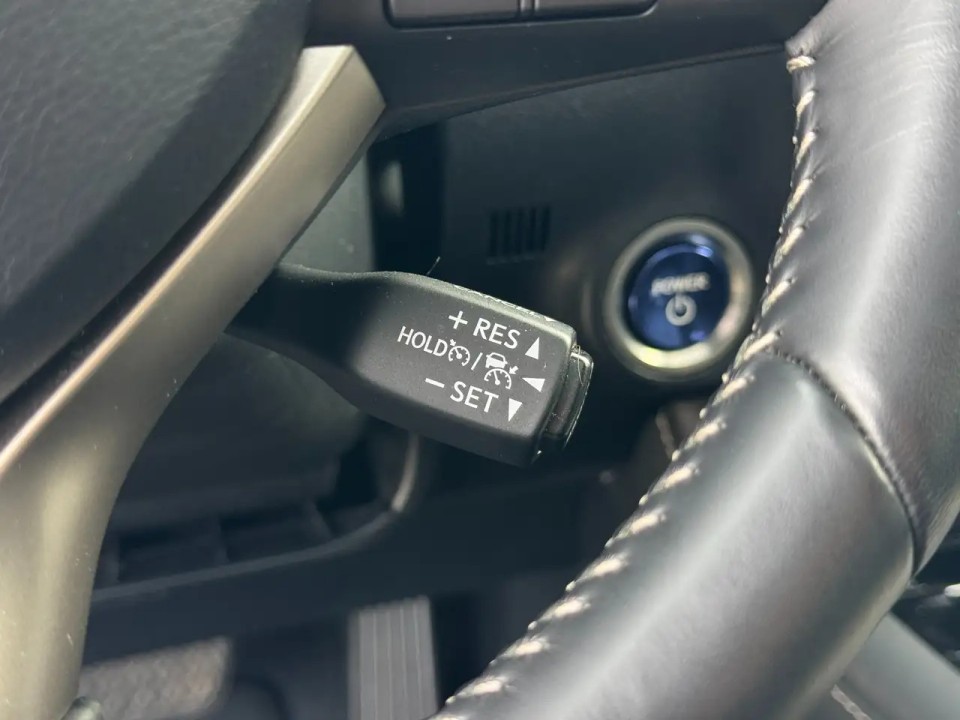 + RES
HOLD /
- SET
POWER